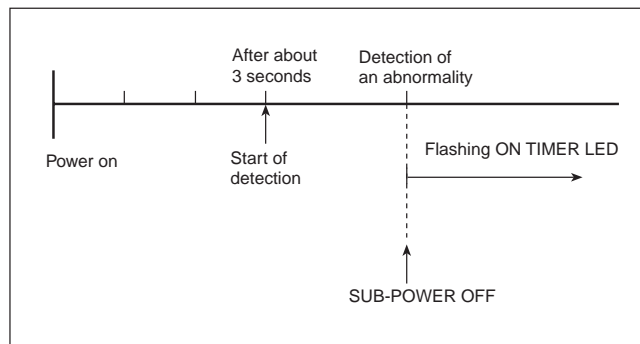 After about
3 seconds
Detection of
an abnormality
Power on
Start of
detection
Flashing ON TIMER LED
SUB-POWER OFF